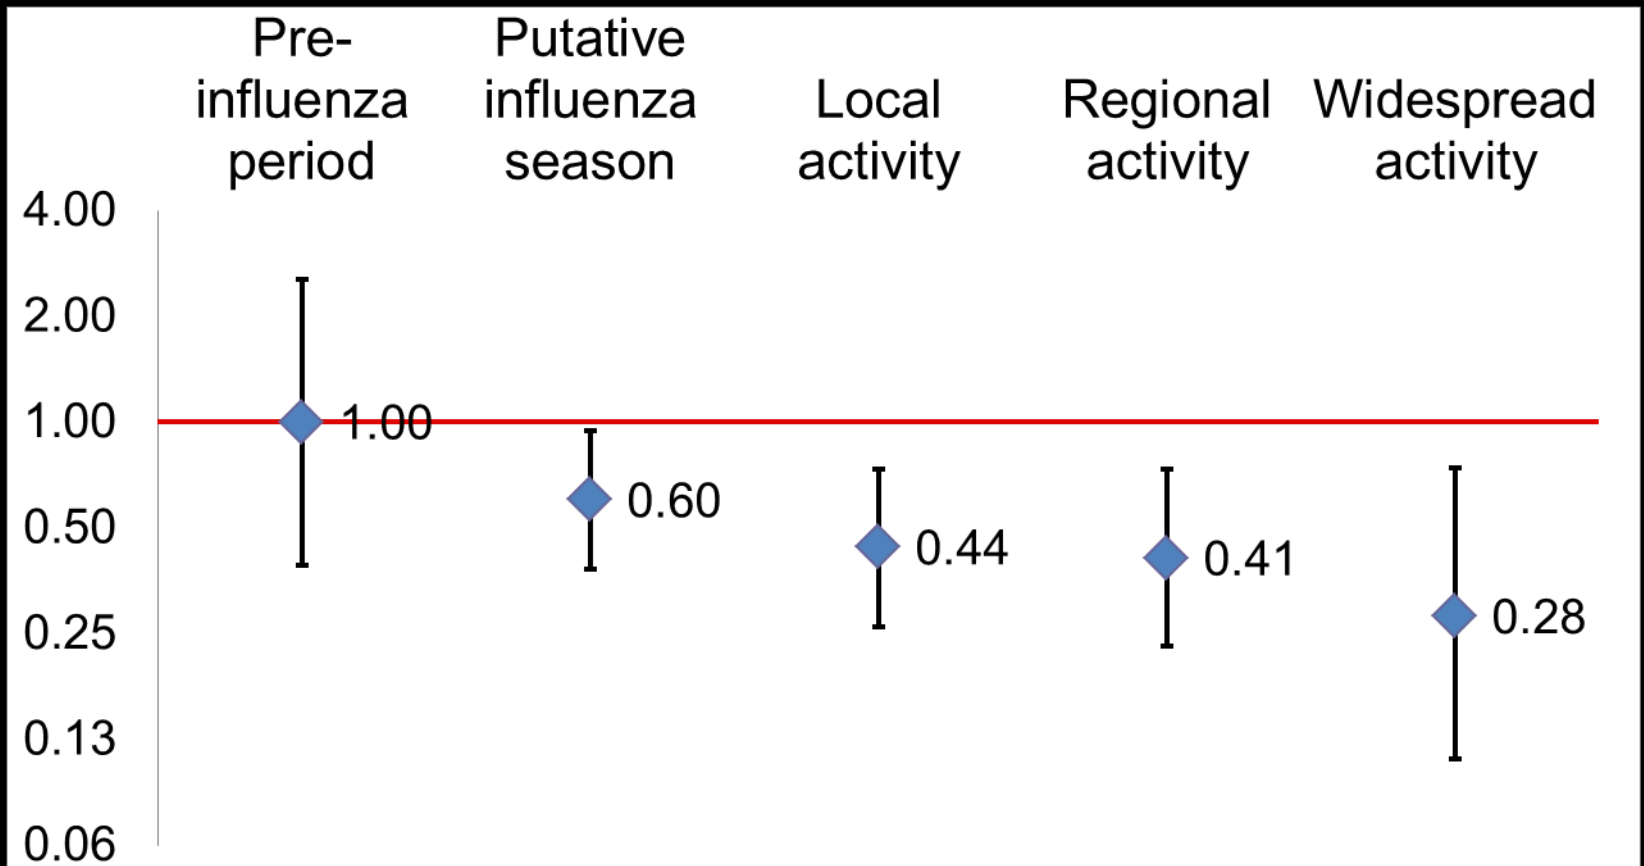 Pre-
influenza
period
Putative
influenza
season
Local
activity
Regional
activity
Widespread
activity
4.00
2.00
1.00
0.50
0.25
0.13
0.06
1.00
0.60
0.44
0.41
0.28